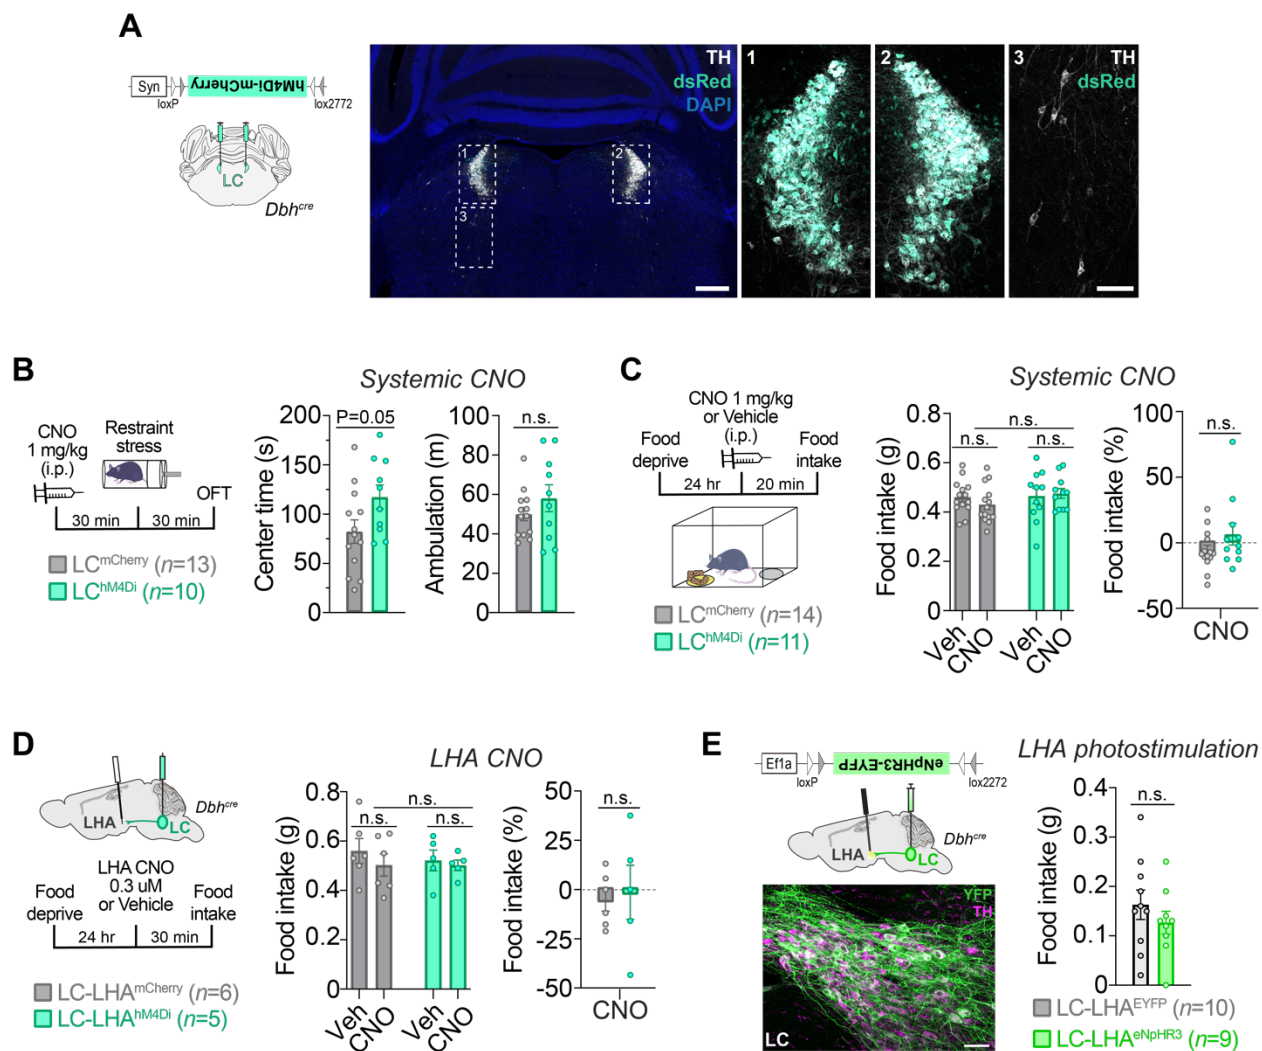 A
Syn
hM4Di-mCherry
loxP
lox2772
LC
Dbh^cre
TH
dsRed
DAPI
1
2
3
1
2
3
TH
dsRed
B
Systemic CNO
CNO
1 mg/kg
(i.p.)
Restraint
stress
OFT
30 min
30 min
LC^mCherry (n=13)
LC^hM4Di (n=10)
Center time (s)
200
150
100
50
0
P=0.05
Ambulation (m)
100
80
60
40
20
0
n.s.
C
Systemic CNO
CNO 1 mg/kg
or Vehicle
(i.p.)
Food
deprive
Food
intake
24 hr
20 min
LC^mCherry (n=14)
LC^hM4Di (n=11)
Food intake (g)
0.8
0.6
0.4
0.2
0
n.s.
n.s.
n.s.
Veh
CNO
Veh
CNO
Food intake (%)
100
50
0
-50
n.s.
CNO
D
LHA CNO
LHA
LC
Dbh^cre
LHA CNO
0.3 uM
or Vehicle
Food
deprive
Food
intake
24 hr
30 min
LC-LHA^mCherry (n=6)
LC-LHA^hM4Di (n=5)
Food intake (g)
0.8
0.6
0.4
0.2
0
n.s.
n.s.
n.s.
Veh
CNO
Veh
CNO
Food intake (%)
50
25
0
-25
-50
n.s.
CNO
E
LHA photostimulation
Ef1a
eNpHR3-EYFP
loxP
lox2272
Dbh^cre
LHA
LC
YFP
TH
LC
Food intake (g)
0.4
0.3
0.2
0.1
0
n.s.
LC-LHA^EYFP (n=10)
LC-LHA^eNpHR3 (n=9)